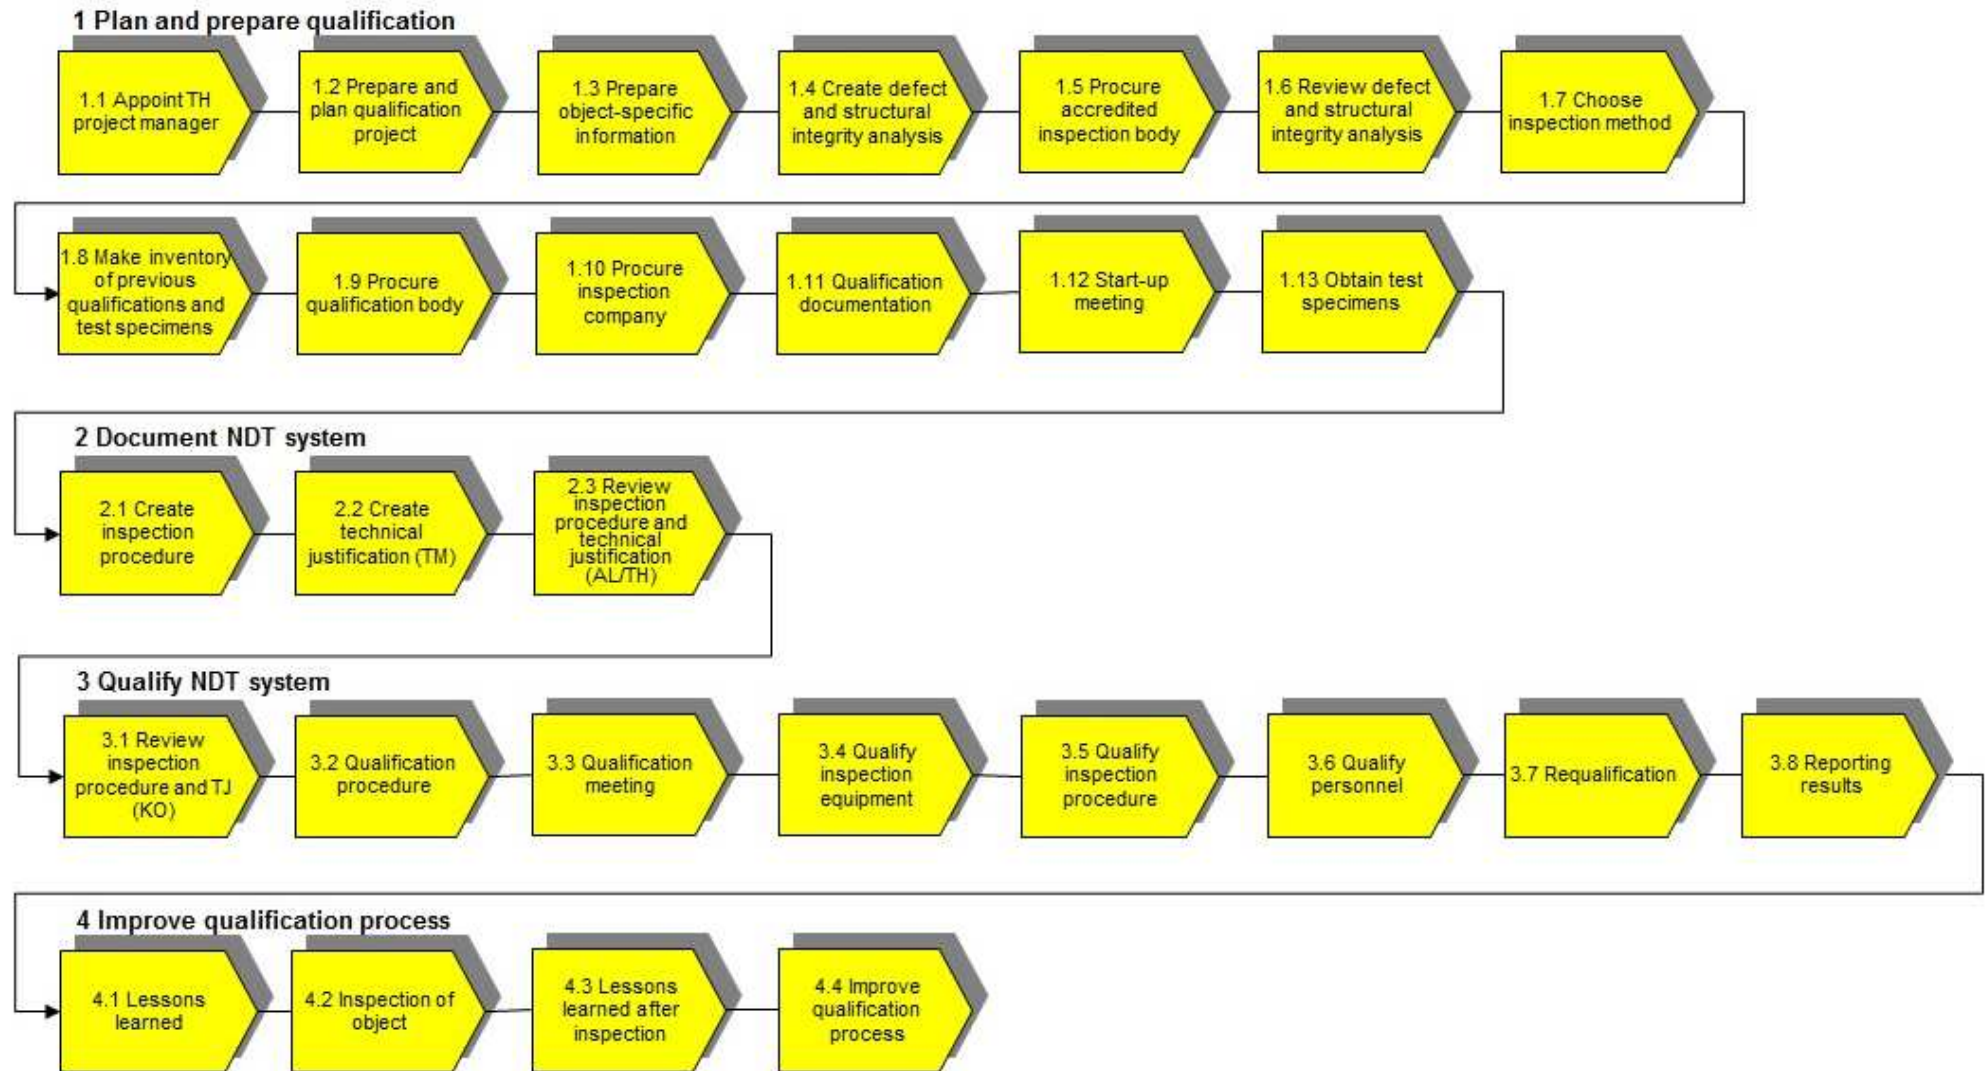 1 Plan and prepare qualification
1.1 Appoint TH
project manager
1.2 Prepare and
plan qualification
project
1.3 Prepare
object-specific
information
1.4 Create defect
and structural
integrity analysis
1.5 Procure
accredited
inspection body
1.6 Review defect
and structural
integrity analysis
1.7 Choose
inspection method
1.8 Make inventory
of previous
qualifications and
test specimens
1.9 Procure
qualification body
1.10 Procure
inspection
company
1.11 Qualification
documentation
1.12 Start-up
meeting
1.13 Obtain test
specimens
2 Document NDT system
2.1 Create
inspection
procedure
2.2 Create
technical
justification (TM)
2.3 Review
inspection
procedure and
technical
justification
(AL/TH)
3 Qualify NDT system
3.1 Review
inspection
procedure and TJ
(KO)
3.2 Qualification
procedure
3.3 Qualification
meeting
3.4 Qualify
inspection
equipment
3.5 Qualify
inspection
procedure
3.6 Qualify
personnel
3.7 Requalification
3.8 Reporting
results
4 Improve qualification process
4.1 Lessons
learned
4.2 Inspection of
object
4.3 Lessons
learned after
inspection
4.4 Improve
qualification
process